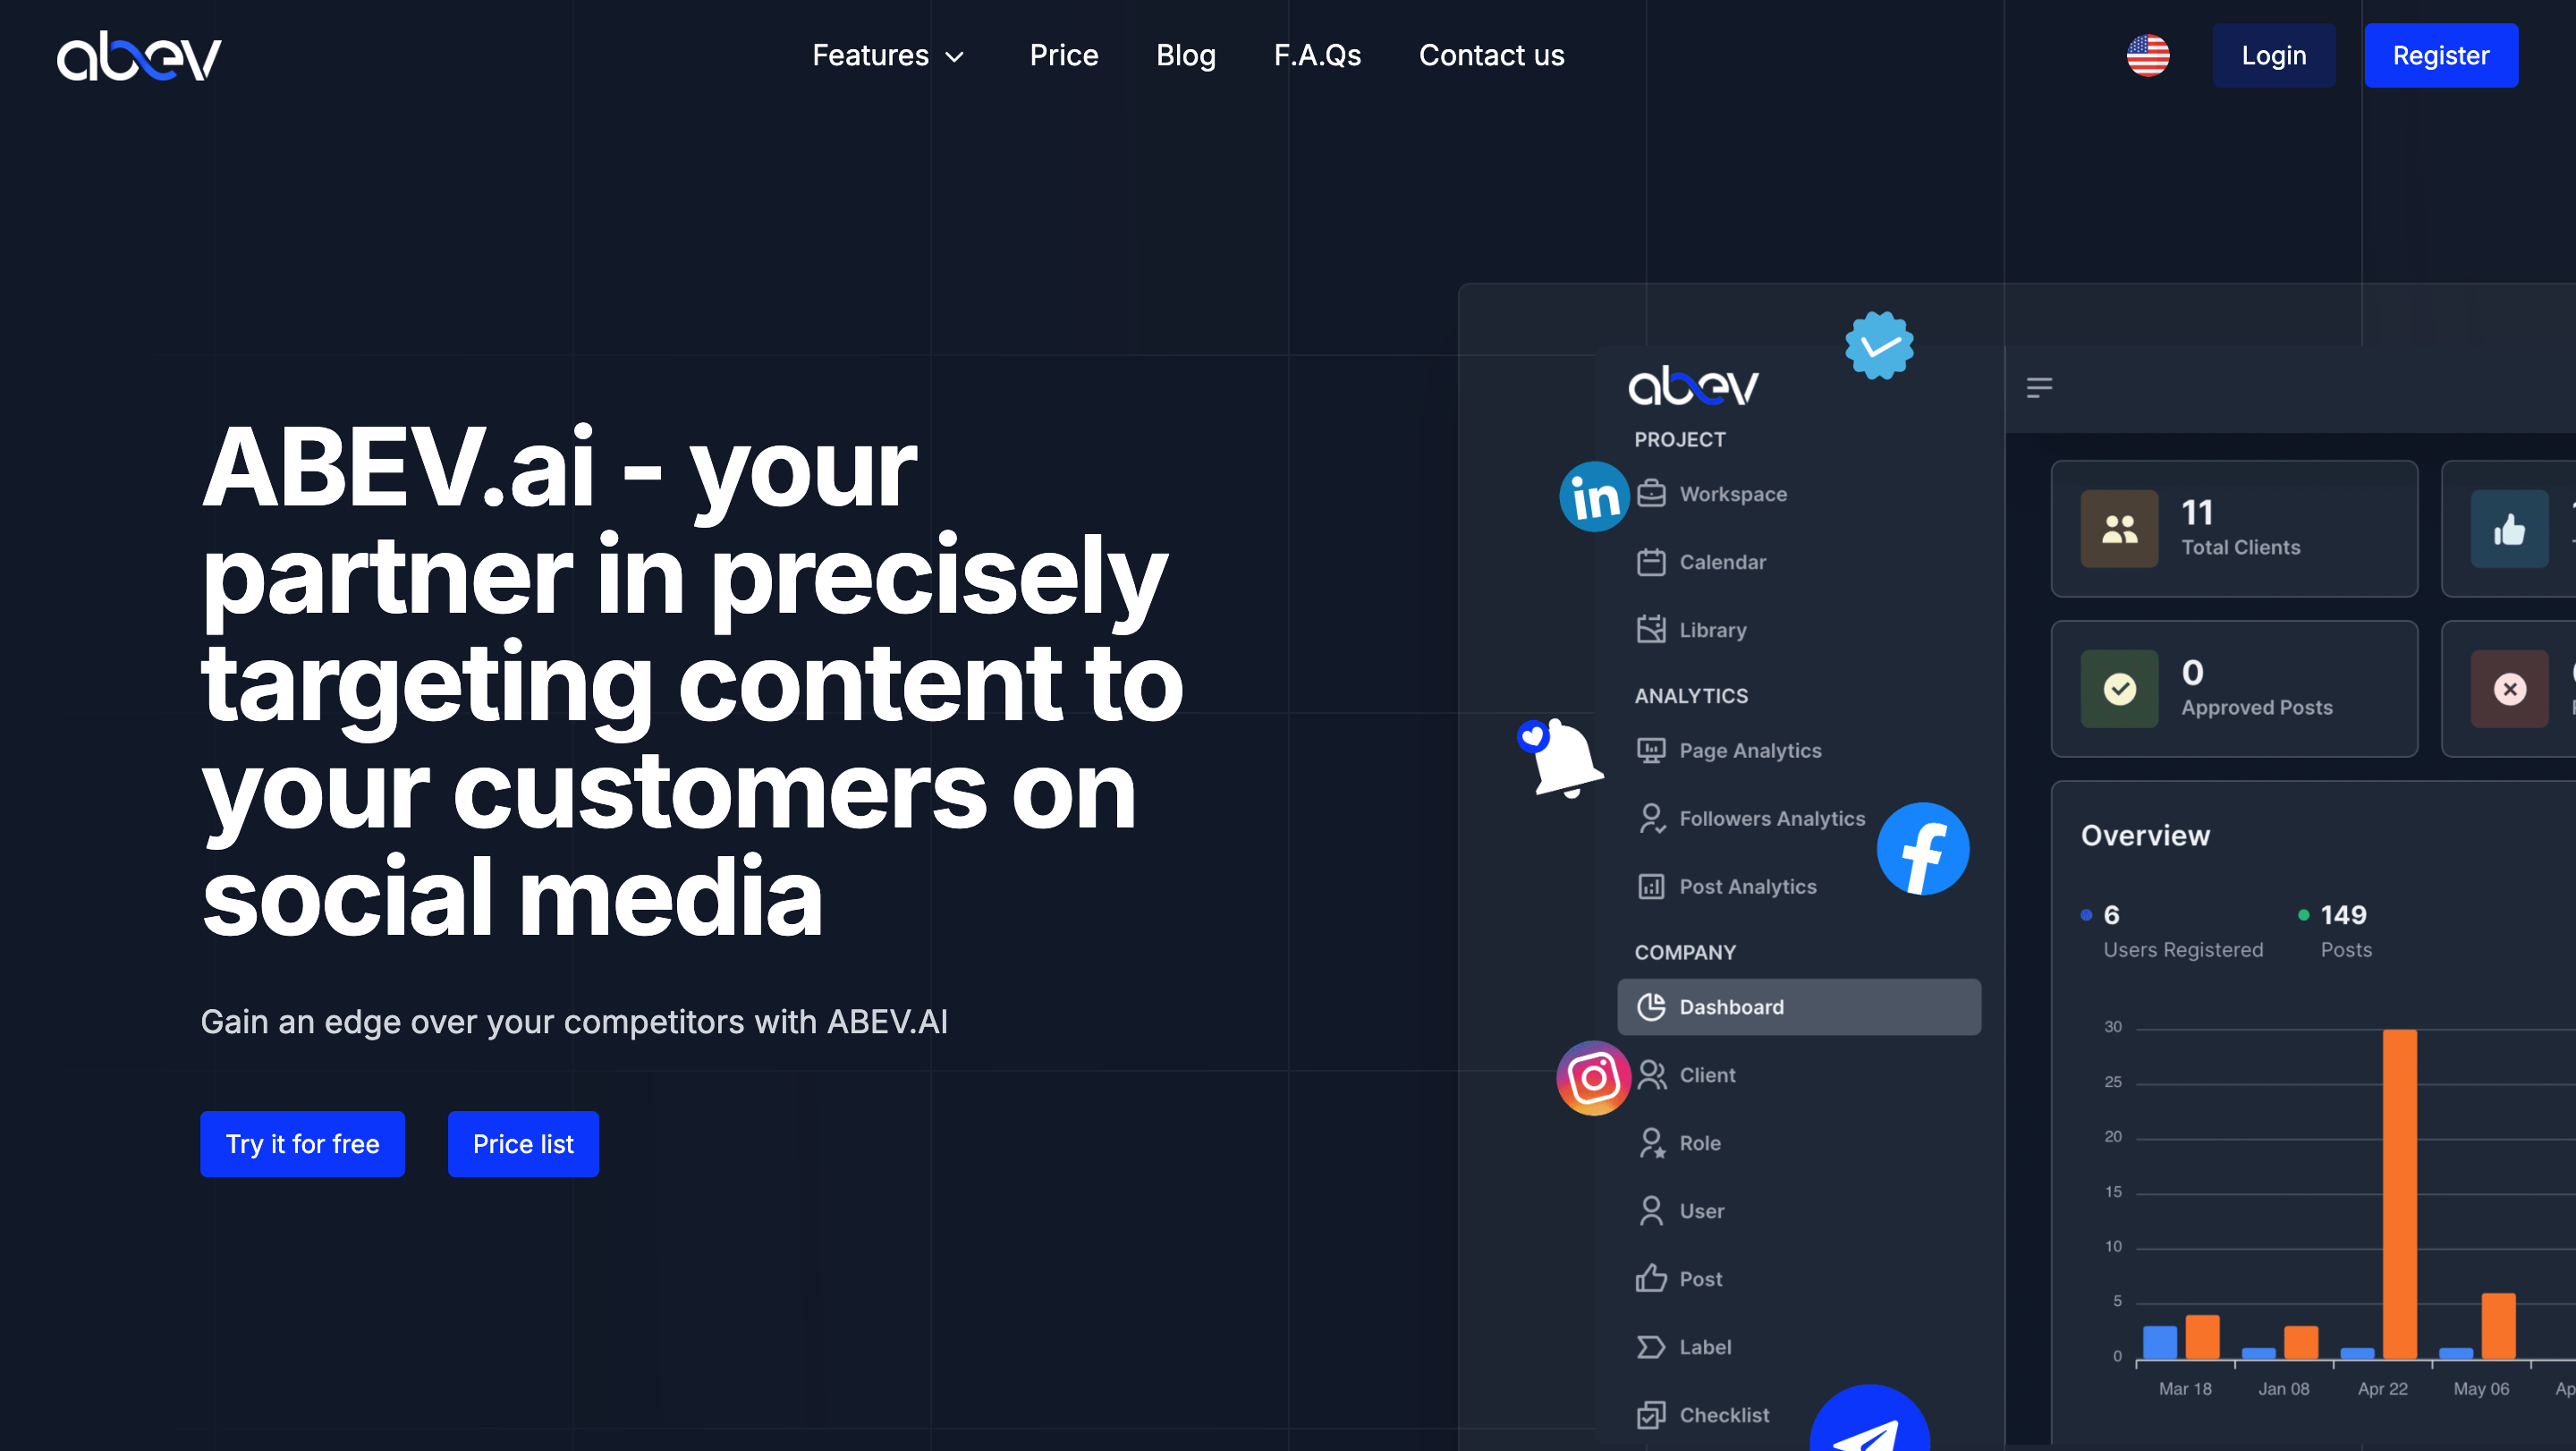 abev
Features
Price
Blog
F.A.Qs
Contact us
Login
Register
ABEV.ai - your
partner in precisely
targeting content to
your customers on
social media
Gain an edge over your competitors with ABEV.AI
Try it for free
Price list
abev
PROJECT
in
Workspace
Calendar
Library
ANALYTICS
Page Analytics
Followers Analytics
Post Analytics
COMPANY
Dashboard
Client
Role
User
Post
Label
Checklist
11
Total Clients
0
Approved Posts
Overview
6
Users Registered
149
Posts
30
25
20
15
10
5
0
Mar 18
Jan 08
Apr 22
May 06